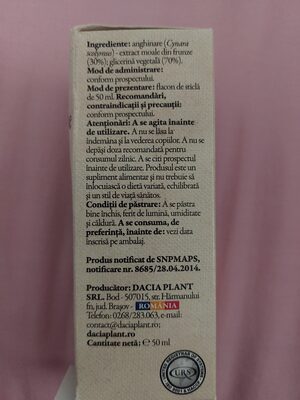 Ingrediente: anghinare (Cynara
scolymus) - extract moale din frunze
(30%); glicerină vegetală (70%).
Mod de administrare:
conform prospectului.
Mod de prezentare: flacon de sticlă
de 50 ml. Recomandări,
contraindicații și precauții:
conform prospectului.
Atenționări: A se agita înainte
de utilizare. A nu se lăsa la
îndemâna și la vederea copiilor. A nu se
depăși doza recomandată pentru
consumul zilnic. A se citi prospectul
înainte de utilizare. Produsul este un
supliment alimentar și nu trebuie să
înlocuiască o dietă variată, echilibrată
și un stil de viață sănătos.
Condiții de păstrare: A se păstra
bine închis, ferit de lumină, umiditate
și căldură. A se consuma, de
preferință, înainte de: vezi data
înscrisă pe ambalaj.
Produs notificat de SNPMAPS,
notificare nr. 8685/28.04.2014.
Producător: DACIA PLANT
SRL. Bod - 507015, str. Hărmanului
fn, jud. Brașov - ROMÂNIA
Telefon: 0268/283.063, e-mail:
contact@daciaplant.ro;
daciaplant.ro
Cantitate netă: 50 ml
URS